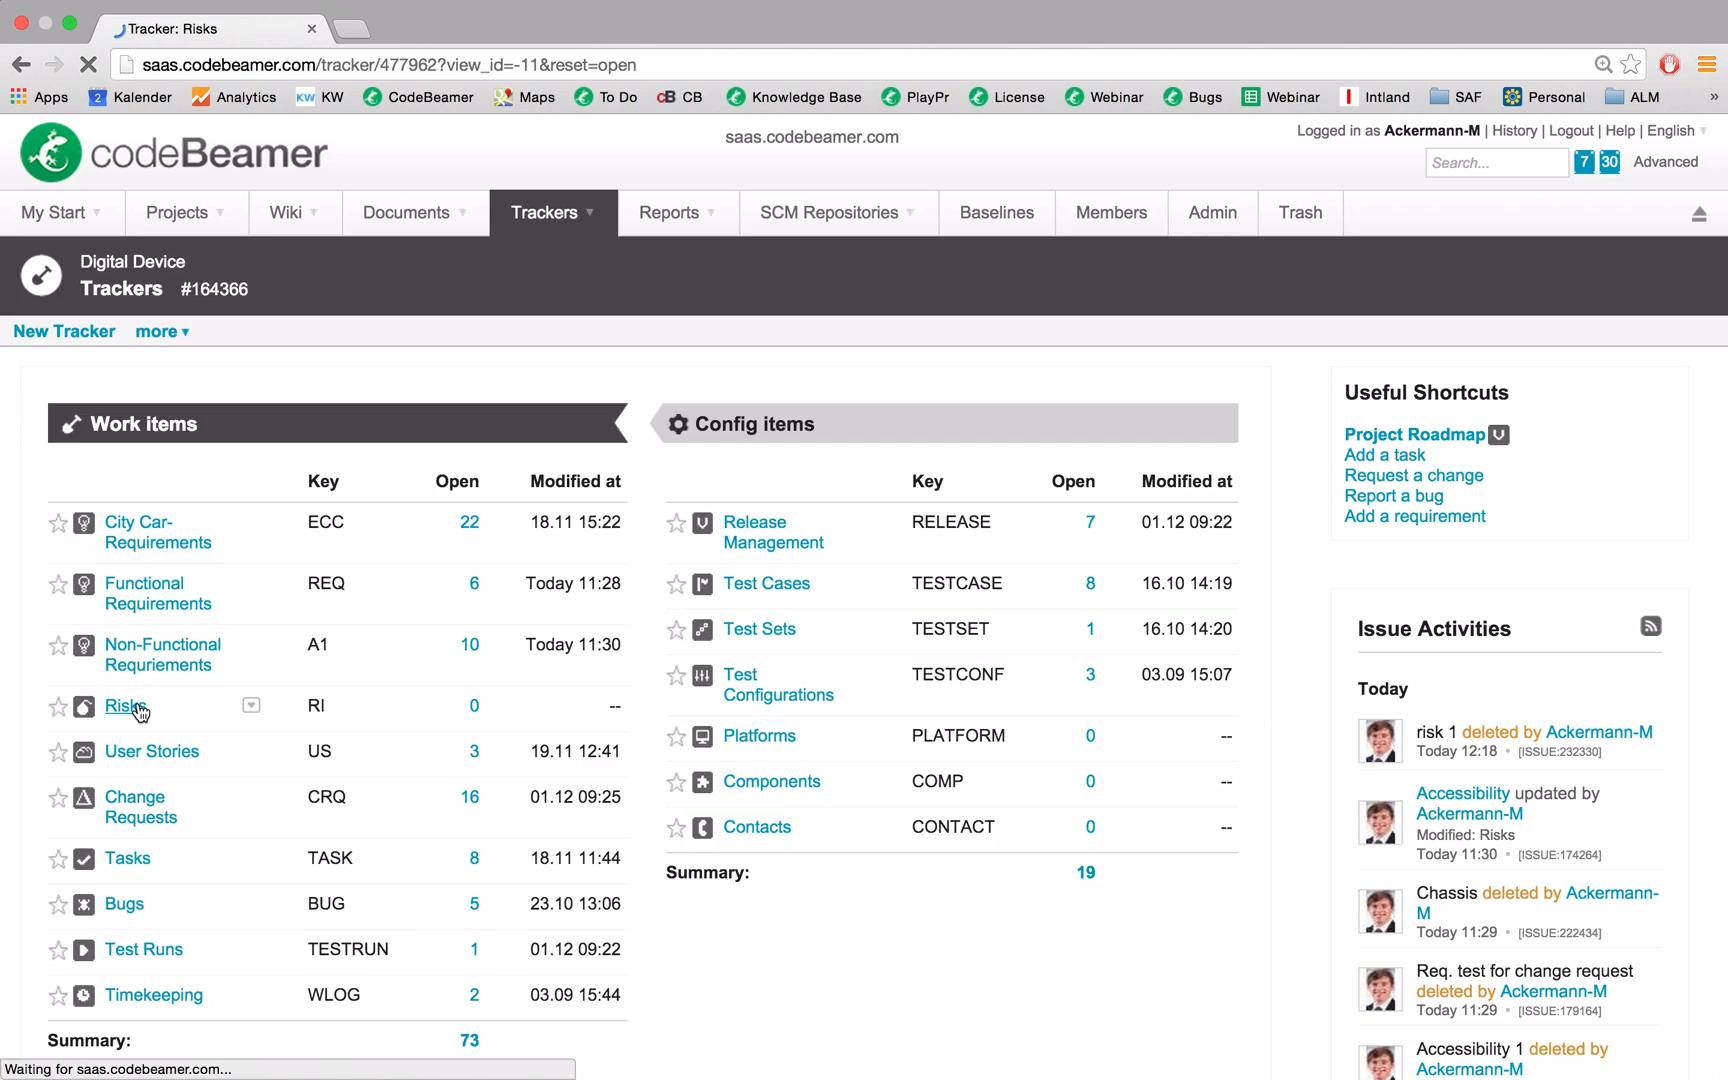 Tracker: Risks
saas.codebeamer.com/tracker/477962?view_id=-11&reset=open
Apps 2 Kalender Analytics KW KW CodeBeamer Maps To Do cB CB Knowledge Base PlayPr License Webinar Bugs Webinar Intland SAF Personal ALM »
codeBeamer
saas.codebeamer.com
Logged in as Ackermann-M | History | Logout | Help | English
Search... 7 30 Advanced
My Start Projects Wiki Documents Trackers Reports SCM Repositories Baselines Members Admin Trash
Digital Device
Trackers #164366
New Tracker more
Work items
Key Open Modified at
City Car-
Requirements ECC 22 18.11 15:22
Functional
Requirements REQ 6 Today 11:28
Non-Functional
Requriements A1 10 Today 11:30
Risks RI 0 --
User Stories US 3 19.11 12:41
Change
Requests CRQ 16 01.12 09:25
Tasks TASK 8 18.11 11:44
Bugs BUG 5 23.10 13:06
Test Runs TESTRUN 1 01.12 09:22
Timekeeping WLOG 2 03.09 15:44
Summary: 73
Config items
Key Open Modified at
Release
Management RELEASE 7 01.12 09:22
Test Cases TESTCASE 8 16.10 14:19
Test Sets TESTSET 1 16.10 14:20
Test
Configurations TESTCONF 3 03.09 15:07
Platforms PLATFORM 0 --
Components COMP 0 --
Contacts CONTACT 0 --
Summary: 19
Useful Shortcuts
Project Roadmap
Add a task
Request a change
Report a bug
Add a requirement
Issue Activities
Today
risk 1 deleted by Ackermann-M
Today 12:18 • [ISSUE:232330]
Accessibility updated by
Ackermann-M
Modified: Risks
Today 11:30 • [ISSUE:174264]
Chassis deleted by Ackermann-
M
Today 11:29 • [ISSUE:222434]
Req. test for change request
deleted by Ackermann-M
Today 11:29 • [ISSUE:179164]
Accessibility 1 deleted by
Ackermann-M
Waiting for saas.codebeamer.com...